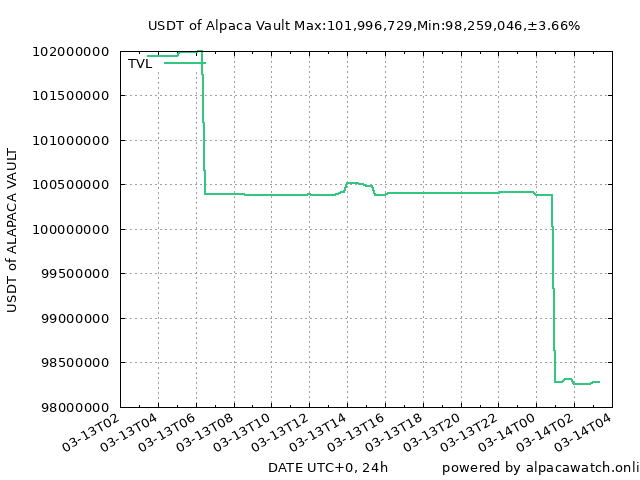 USDT of Alpaca Vault Max:101,996,729,Min:98,259,046,±3.66%
USDT of ALAPACA VAULT
102000000
101500000
101000000
100500000
100000000
99500000
99000000
98500000
98000000
TVL
03-13T02
03-13T04
03-13T06
03-13T08
03-13T10
03-13T12
03-13T14
03-13T16
03-13T18
03-13T20
03-13T22
03-14T00
03-14T02
03-14T04
DATE UTC+0, 24h
powered by alpacawatch.onli